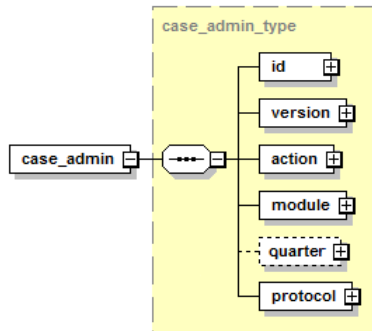 case_admin_type
id
version
case_admin
action
module
quarter
protocol